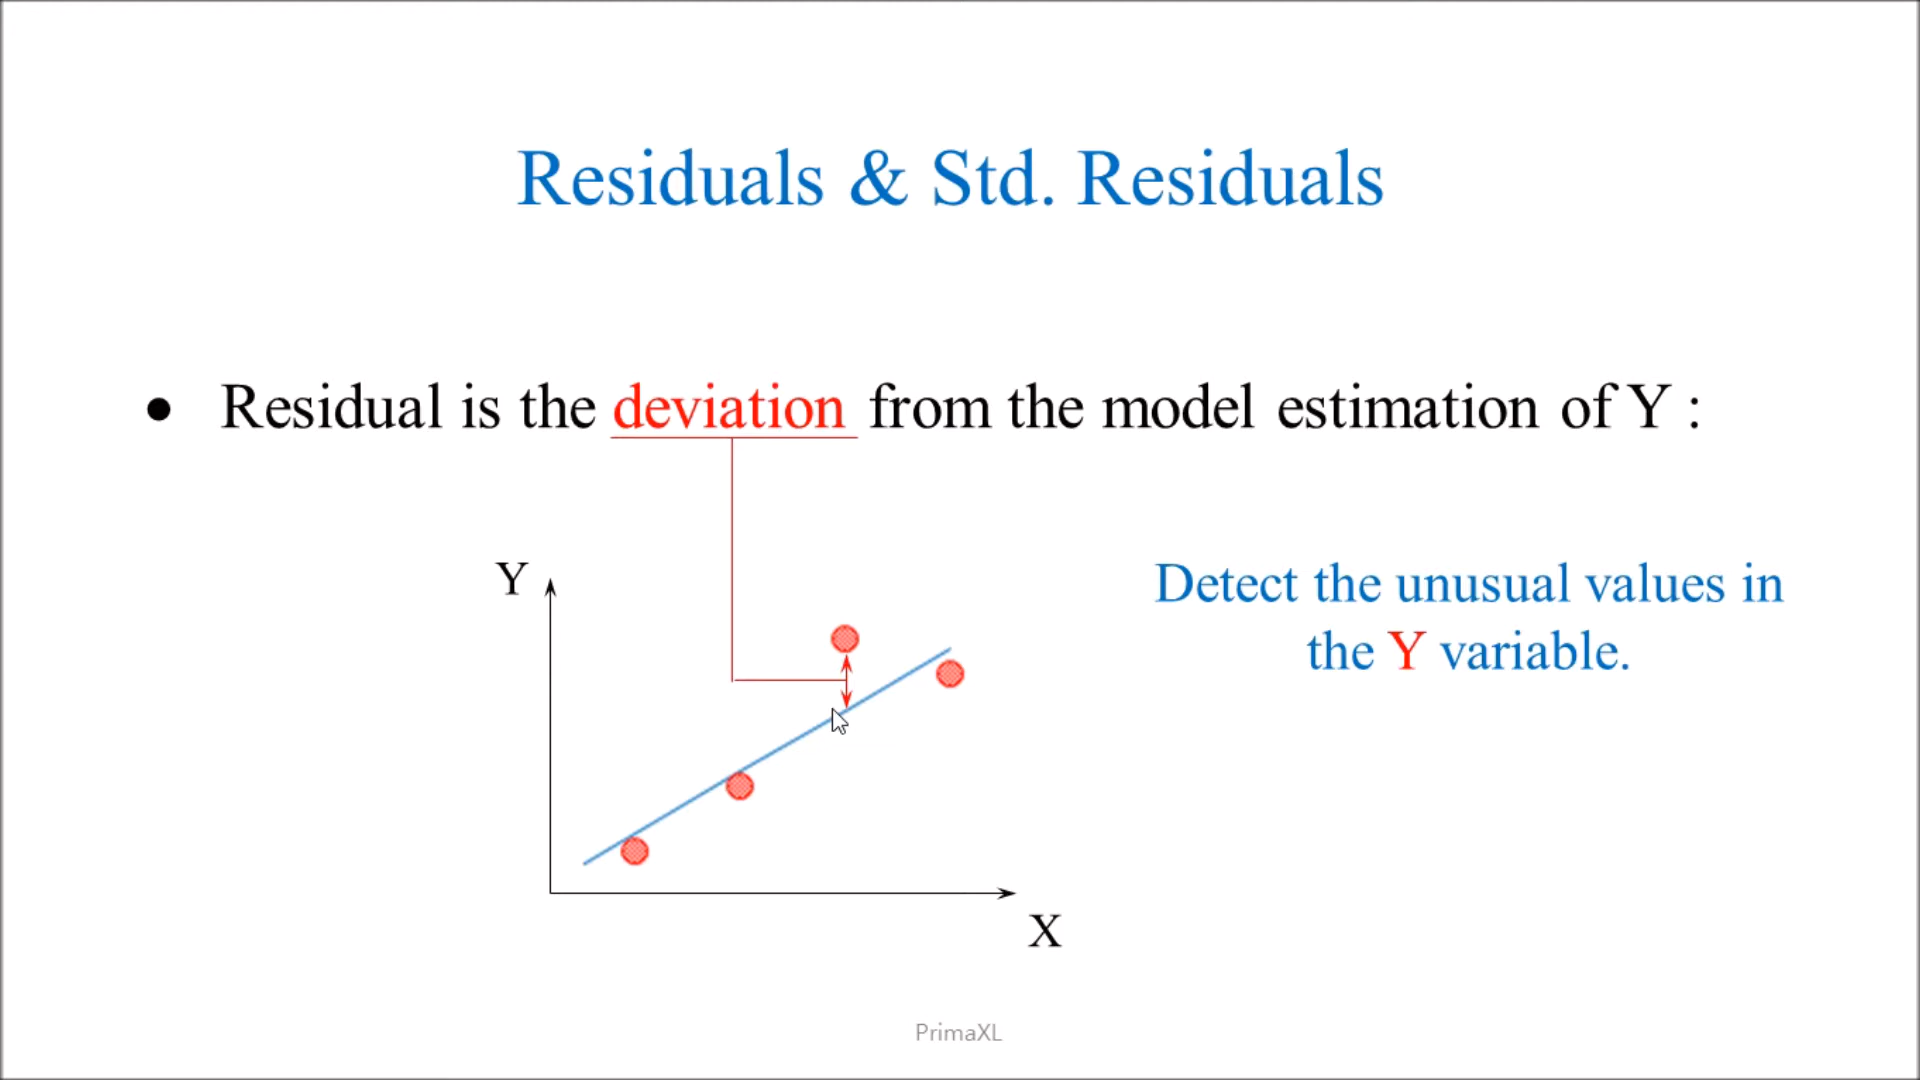 Residuals & Std. Residuals
• Residual is the deviation from the model estimation of Y :
Y
Detect the unusual values in
the Y variable.
X
PrimaXL